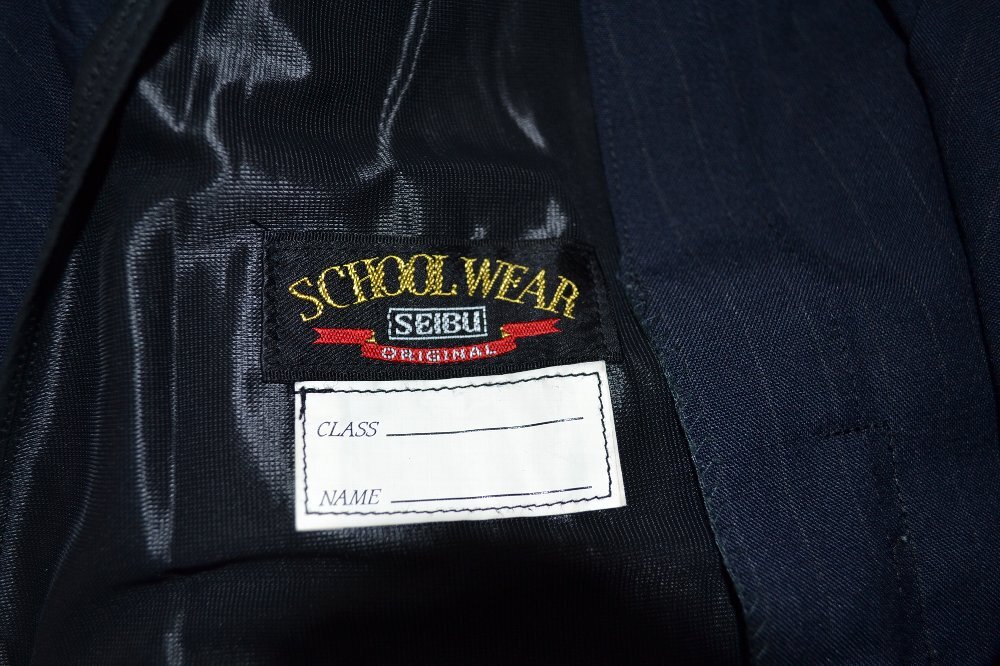 SCHOOL WEAR
SEIBU
ORIGINAL
CLASS
NAME